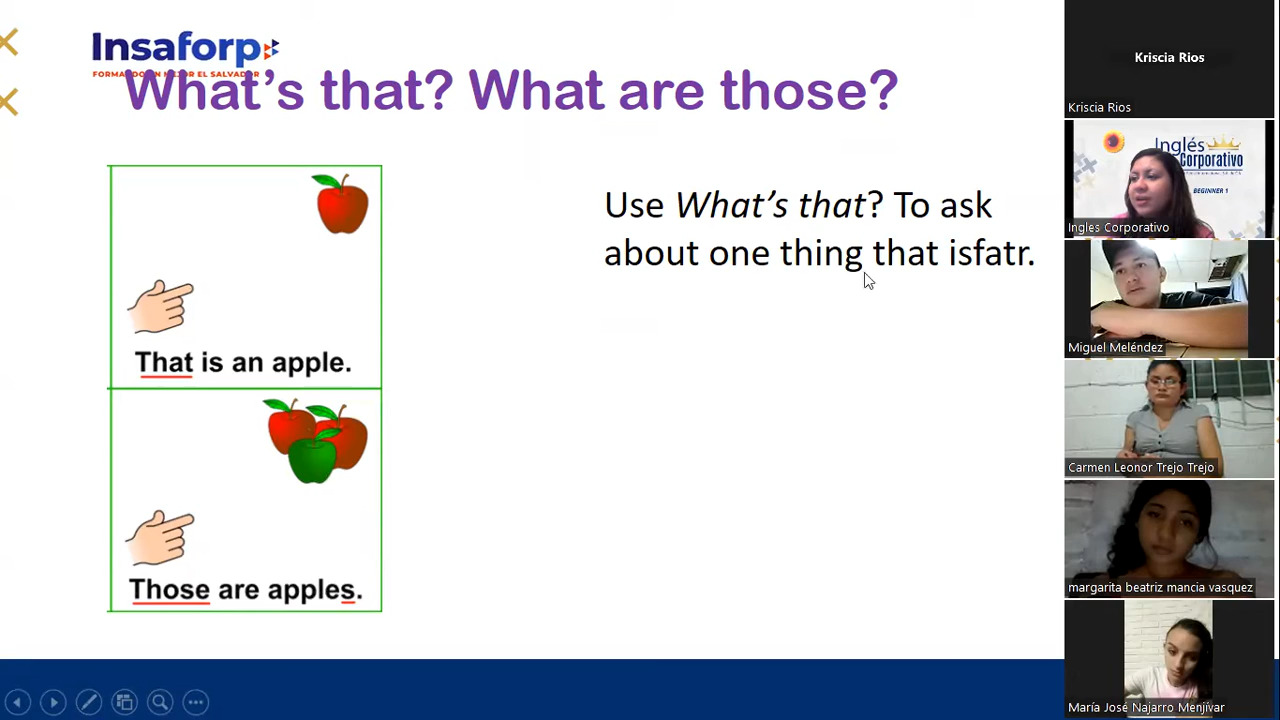 Insaforp
FORMANDO UN MEJOR EL SALVADOR
What's that? What are those?
That is an apple.
Those are apples.
Use What's that? To ask
about one thing that isfatr.
Kriscia Rios
Kriscia Rios
Inglés
Corporativo
BEGINNER 1
Ingles Corporativo
Miguel Meléndez
Carmen Leonor Trejo Trejo
margarita beatriz mancia vasquez
María José Najarro Menjívar